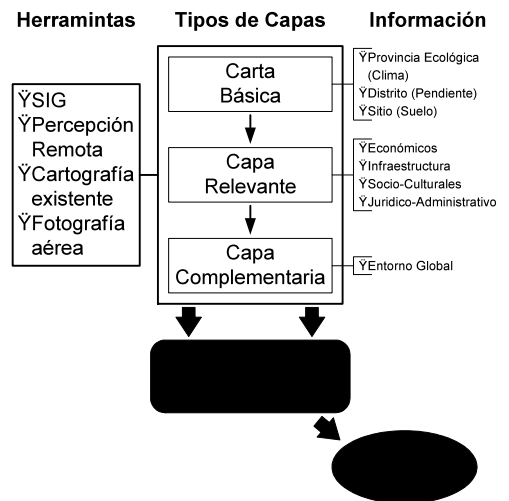 Herramintas
Tipos de Capas
Información
ŸSIG
ŸPercepción
Remota
ŸCartografía
existente
ŸFotografía
aérea
Carta
Básica
Capa
Relevante
Capa
Complementaria
ŸProvincia Ecológica
(Clima)
ŸDistrito (Pendiente)
ŸSitio (Suelo)
ŸEconómicos
ŸInfraestructura
ŸSocio-Culturales
ŸJuridico-Administrativo
ŸEntorno Global